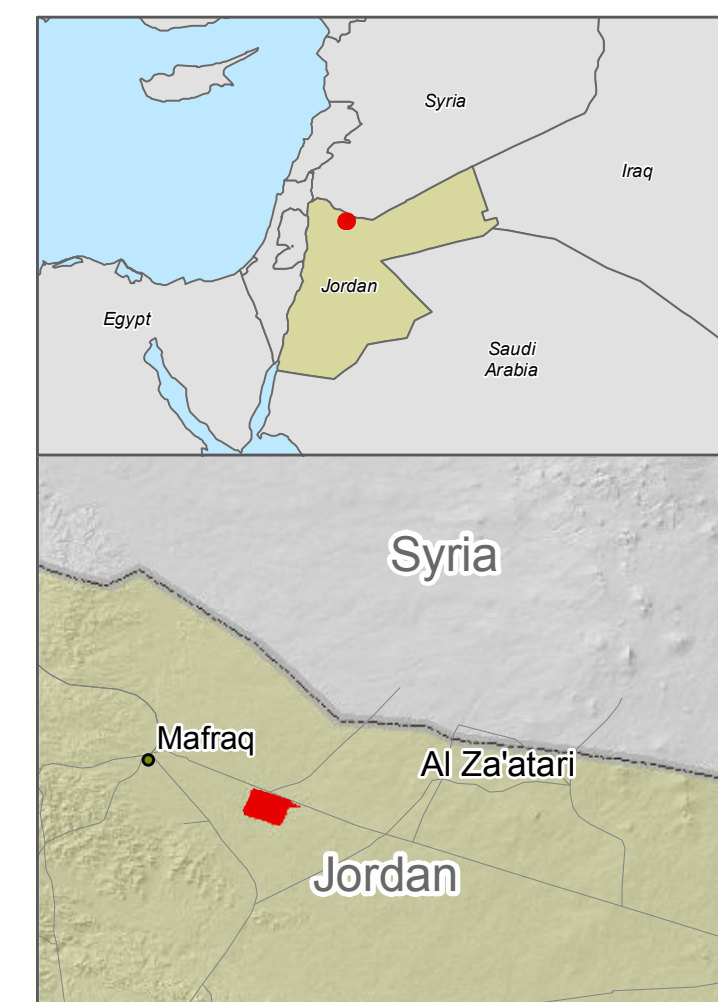 Syria
Iraq
Jordan
Egypt
Saudi
Arabia
Syria
Mafraq
Al Za'atari
Jordan